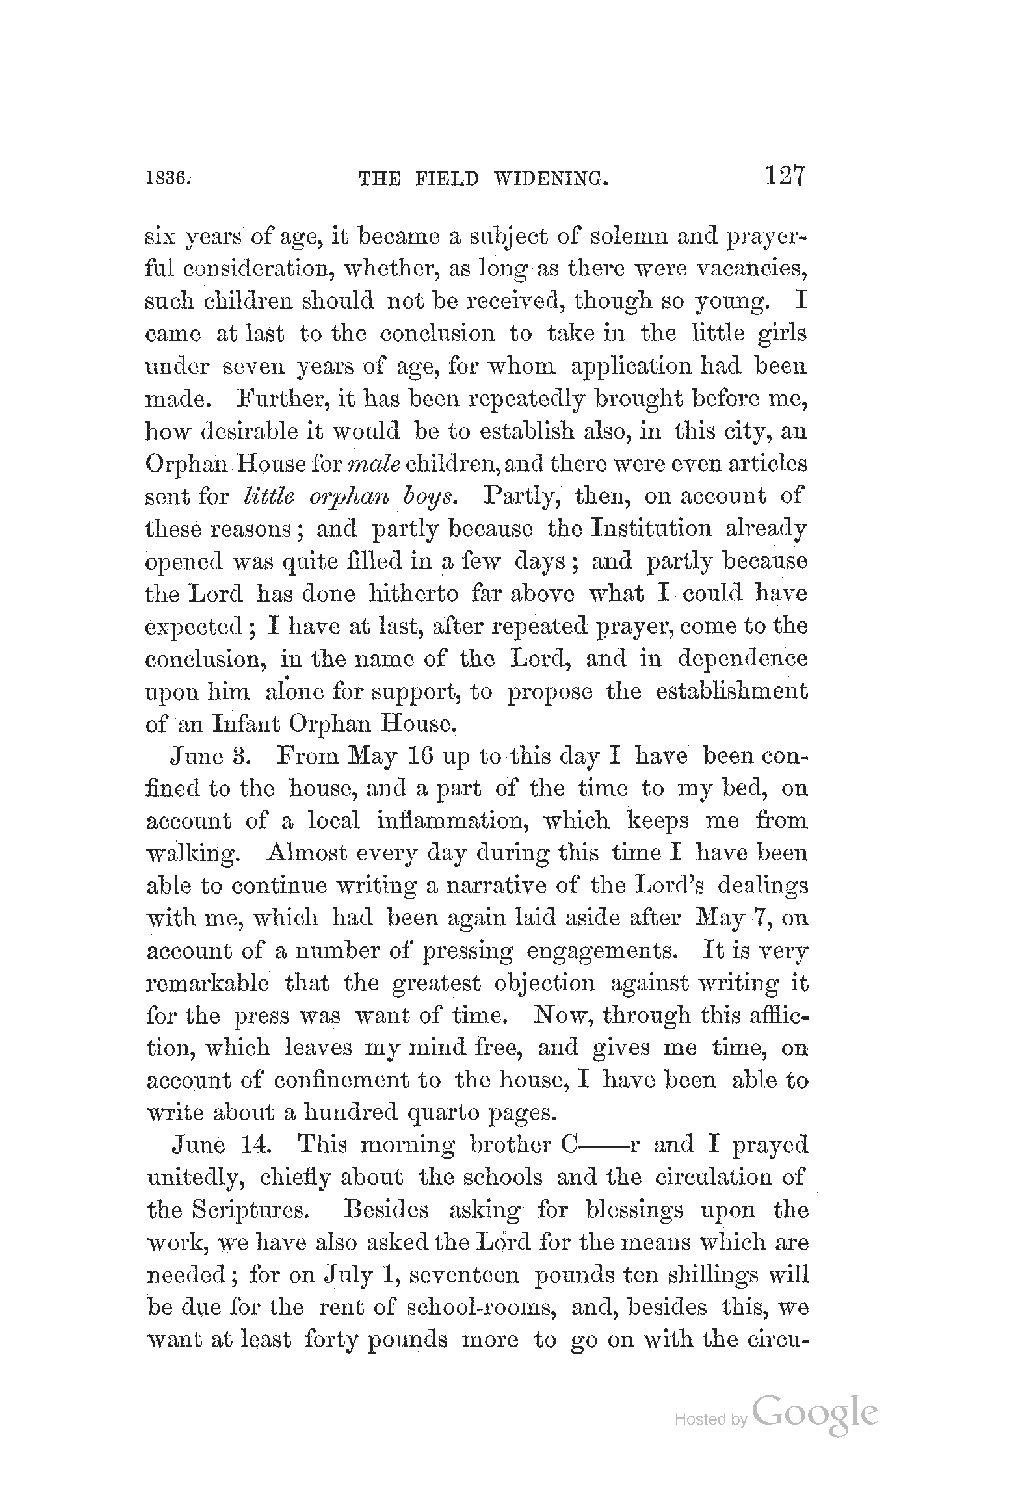 1836. THE FIELD WIDENING. 127
six years of age, it became a subject of solemn and prayer-
ful consideration, whether, as long as there were vacancies,
such children should not be received, though so young. I
came at last to the conclusion to take in the little girls
under seven years of age, for whom application had been
made. Further, it has been repeatedly brought before me,
how desirable it would be to establish also, in this city, an
Orphan House for male children, and there were even articles
sent for little orphan boys. Partly, then, on account of
these reasons; and partly because the Institution already
opened was quite filled in a few days; and partly because
the Lord has done hitherto far above what I could have
expected; I have at last, after repeated prayer, come to the
conclusion, in the name of the Lord, and in dependence
upon him alone for support, to propose the establishment
of an Infant Orphan House.
June 3. From May 16 up to this day I have been con-
fined to the house, and a part of the time to my bed, on
account of a local inflammation, which keeps me from
walking. Almost every day during this time I have been
able to continue writing a narrative of the Lord's dealings
with me, which had been again laid aside after May 7, on
account of a number of pressing engagements. It is very
remarkable that the greatest objection against writing it
for the press was want of time. Now, through this afflic-
tion, which leaves my mind free, and gives me time, on
account of confinement to the house, I have been able to
write about a hundred quarto pages.
June 14. This morning brother C——r and I prayed
unitedly, chiefly about the schools and the circulation of
the Scriptures. Besides asking for blessings upon the
work, we have also asked the Lord for the means which are
needed; for on July 1, seventeen pounds ten shillings will
be due for the rent of school-rooms, and, besides this, we
want at least forty pounds more to go on with the circu-
Hosted by Google